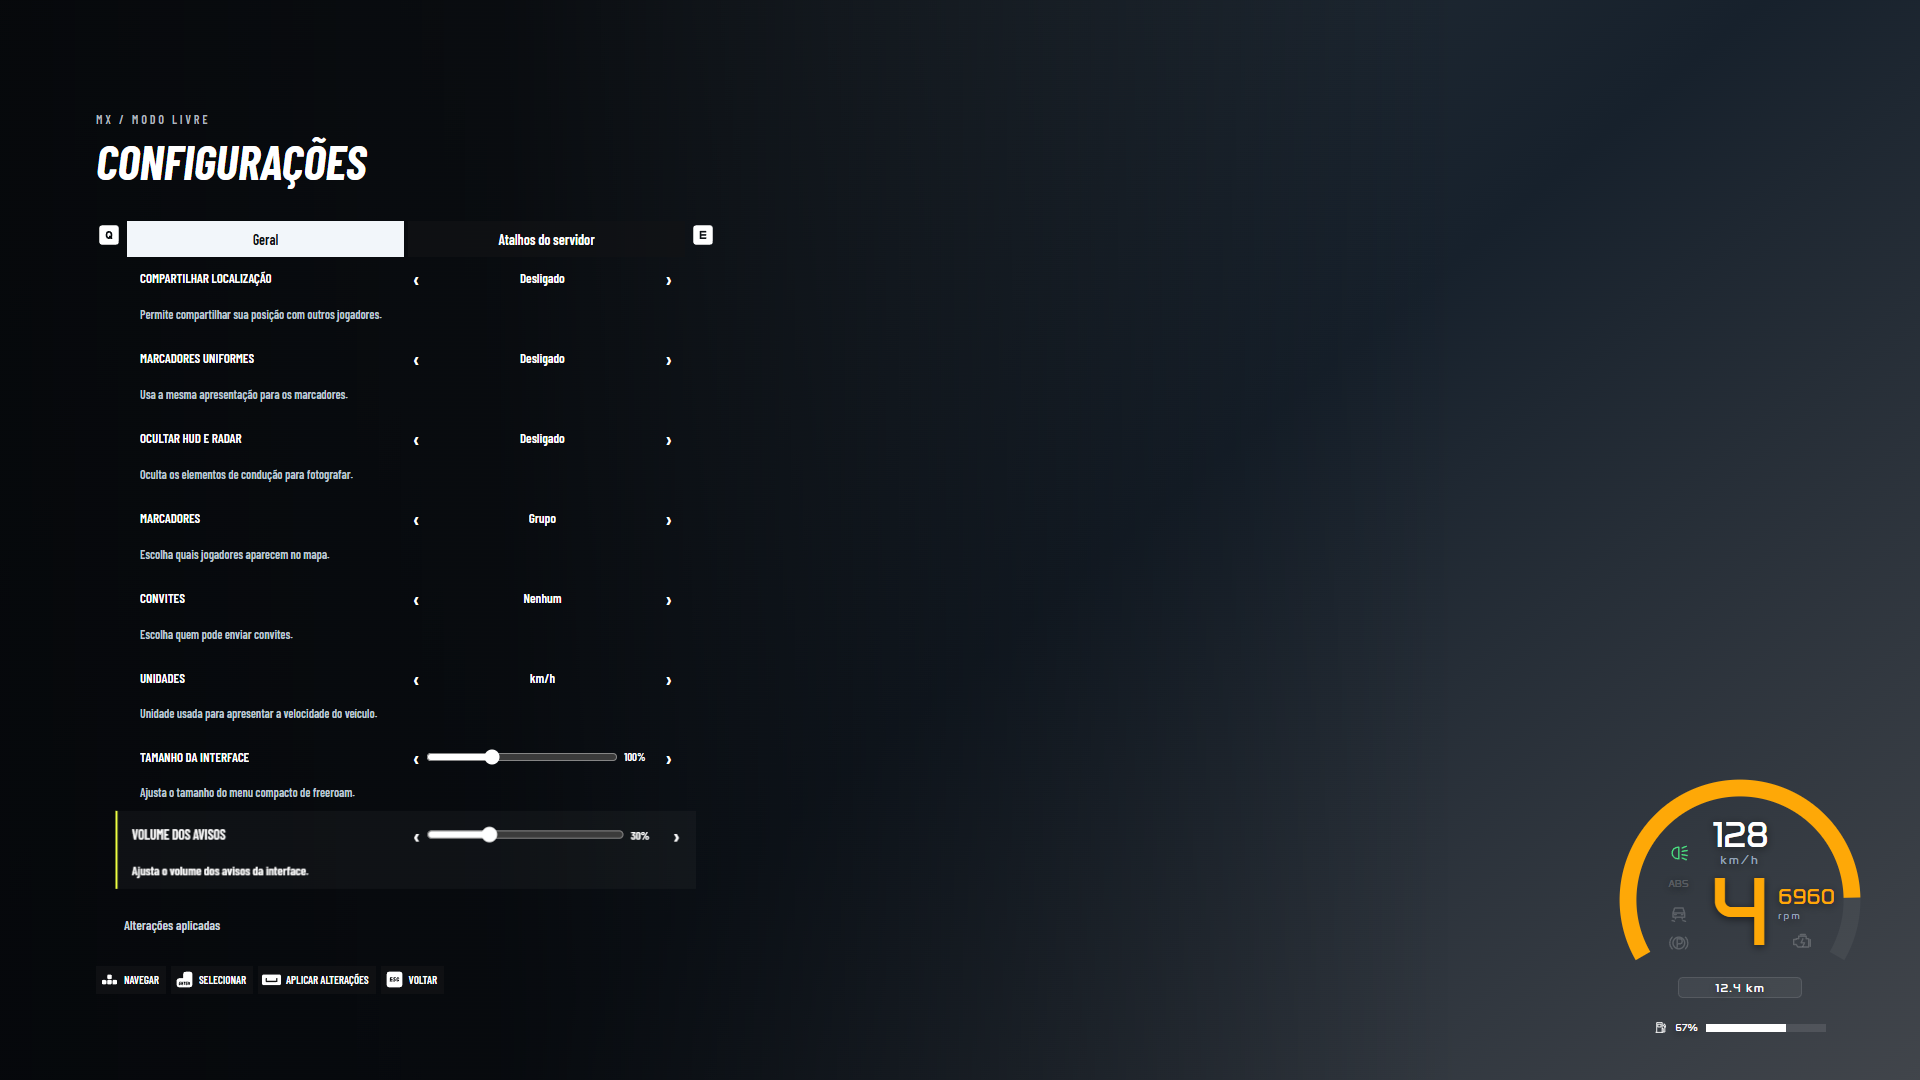 MX / MODO LIVRE
CONFIGURAÇÕES
Q
Geral
Atalhos do servidor
E
COMPARTILHAR LOCALIZAÇÃO
Desligado
Permite compartilhar sua posição com outros jogadores.
MARCADORES UNIFORMES
Desligado
Usa a mesma apresentação para os marcadores.
OCULTAR HUD E RADAR
Desligado
Oculta os elementos de condução para fotografar.
MARCADORES
Grupo
Escolha quais jogadores aparecem no mapa.
CONVITES
Nenhum
Escolha quem pode enviar convites.
UNIDADES
km/h
Unidade usada para apresentar a velocidade do veículo.
TAMANHO DA INTERFACE
100%
Ajusta o tamanho do menu compacto de freeroam.
VOLUME DOS AVISOS
30%
Ajusta o volume dos avisos da interface.
Alterações aplicadas
NAVEGAR
ENTER
SELECIONAR
APLICAR ALTERAÇÕES
ESC
VOLTAR
128
km/h
ABS
4
6960
rpm
12.4 km
67%